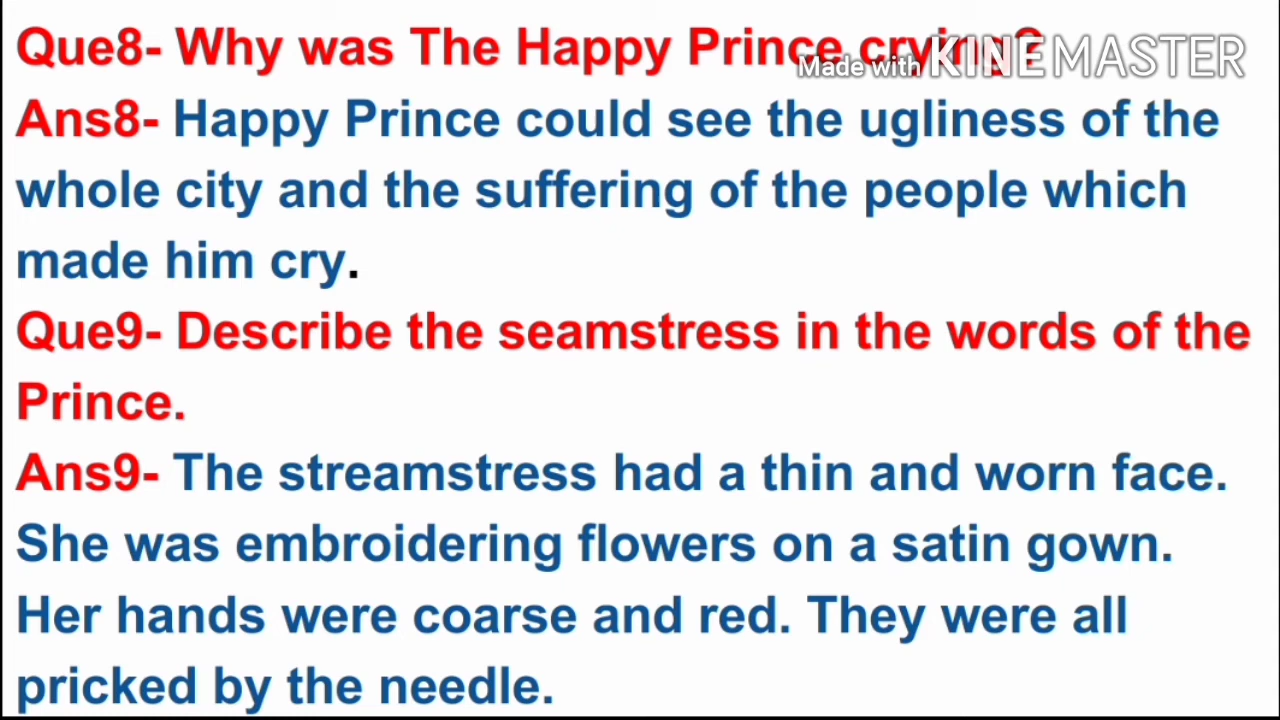 Que8- Why was The Happy Prince crying?
Made with KINEMASTER
Ans8- Happy Prince could see the ugliness of the
whole city and the suffering of the people which
made him cry.
Que9- Describe the seamstress in the words of the
Prince.
Ans9- The streamstress had a thin and worn face.
She was embroidering flowers on a satin gown.
Her hands were coarse and red. They were all
pricked by the needle.